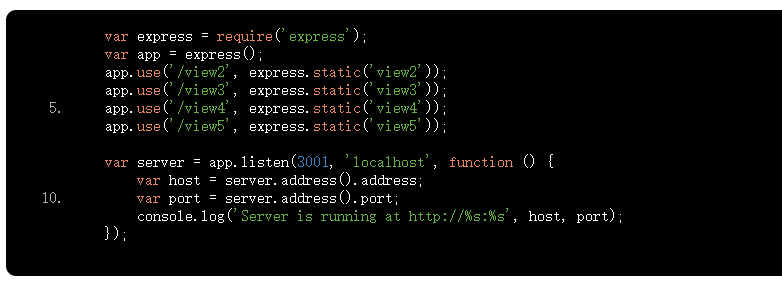 var express = require('express');
var app = express();
app.use('/view2', express.static('view2'));
app.use('/view3', express.static('view3'));
5. app.use('/view4', express.static('view4'));
app.use('/view5', express.static('view5'));
var server = app.listen(3001, 'localhost', function () {
var host = server.address().address;
10. var port = server.address().port;
console.log('Server is running at http://%s:%s', host, port);
});